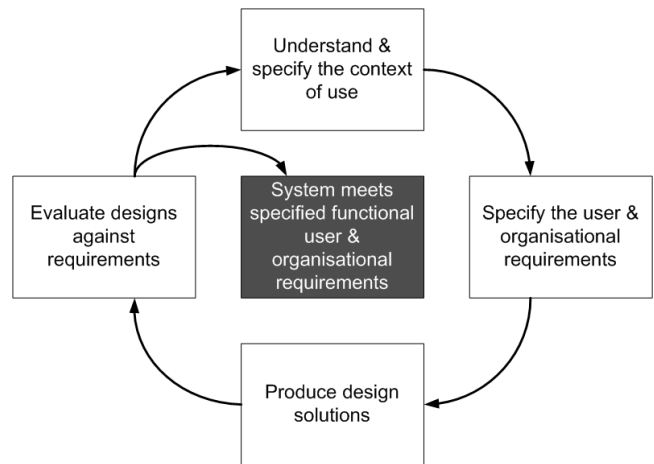 Understand &
specify the context
of use
Evaluate designs
against
requirements
System meets
specified functional
user &
organisational
requirements
Specify the user &
organisational
requirements
Produce design
solutions